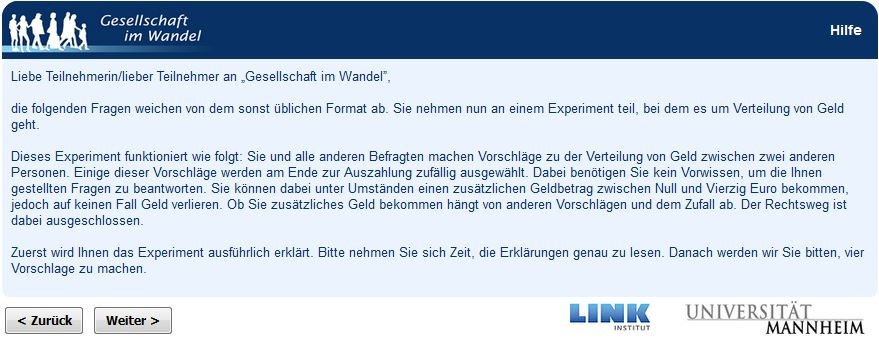 Gesellschaft
im Wandel
Hilfe
Liebe Teilnehmerin/lieber Teilnehmer an „Gesellschaft im Wandel”,
die folgenden Fragen weichen von dem sonst üblichen Format ab. Sie nehmen nun an einem Experiment teil, bei dem es um Verteilung von Geld
geht.
Dieses Experiment funktioniert wie folgt: Sie und alle anderen Befragten machen Vorschläge zu der Verteilung von Geld zwischen zwei anderen
Personen. Einige dieser Vorschläge werden am Ende zur Auszahlung zufällig ausgewählt. Dabei benötigen Sie kein Vorwissen, um die Ihnen
gestellten Fragen zu beantworten. Sie können dabei unter Umständen einen zusätzlichen Geldbetrag zwischen Null und Vierzig Euro bekommen,
jedoch auf keinen Fall Geld verlieren. Ob Sie zusätzliches Geld bekommen hängt von anderen Vorschlägen und dem Zufall ab. Der Rechtsweg ist
dabei ausgeschlossen.
Zuerst wird Ihnen das Experiment ausführlich erklärt. Bitte nehmen Sie sich Zeit, die Erklärungen genau zu lesen. Danach werden wir Sie bitten, vier
Vorschlage zu machen.
< Zurück
Weiter >
LINK
INSTITUT
UNIVERSITÄT
MANNHEIM